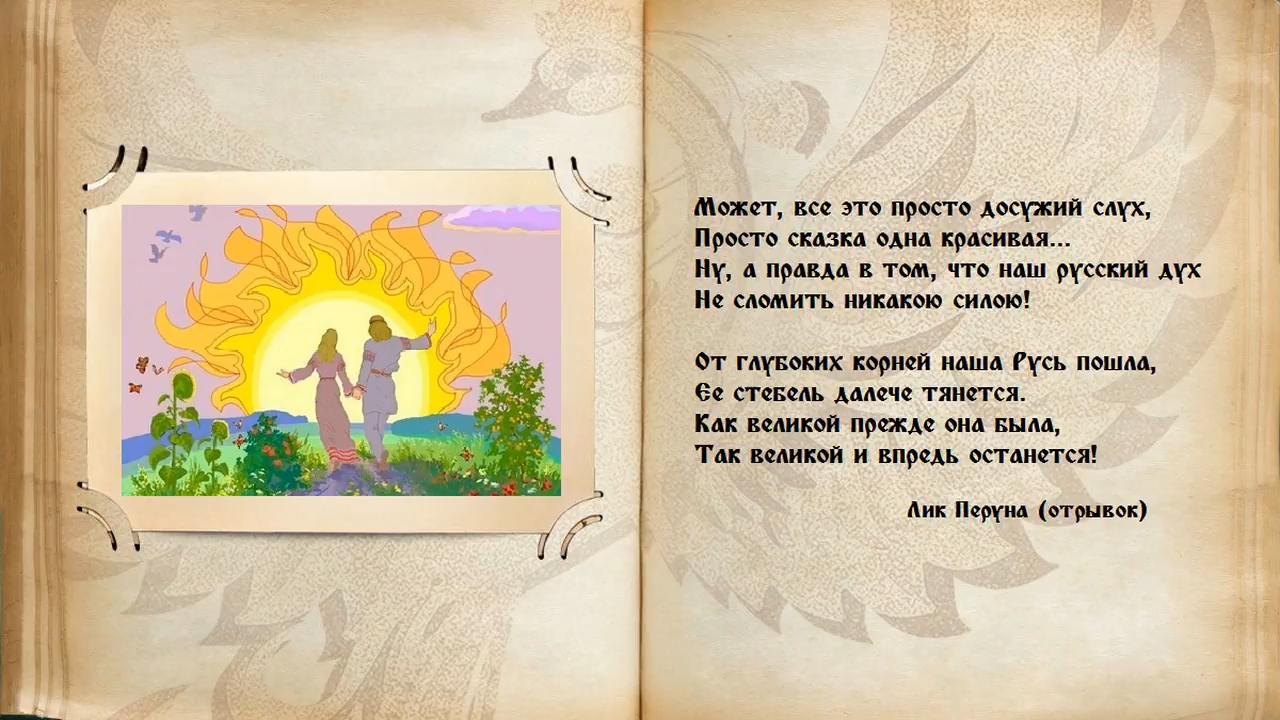 Может, все это просто досужий слух,
Просто сказка одна красивая...
Ну, а правда в том, что наш русский дух
Не сломить никакою силою!
От глубоких корней наша Русь пошла,
Ее стебель далече тянется.
Как великой прежде она была,
Так великой и впредь останется!
Лик Перуна (отрывок)